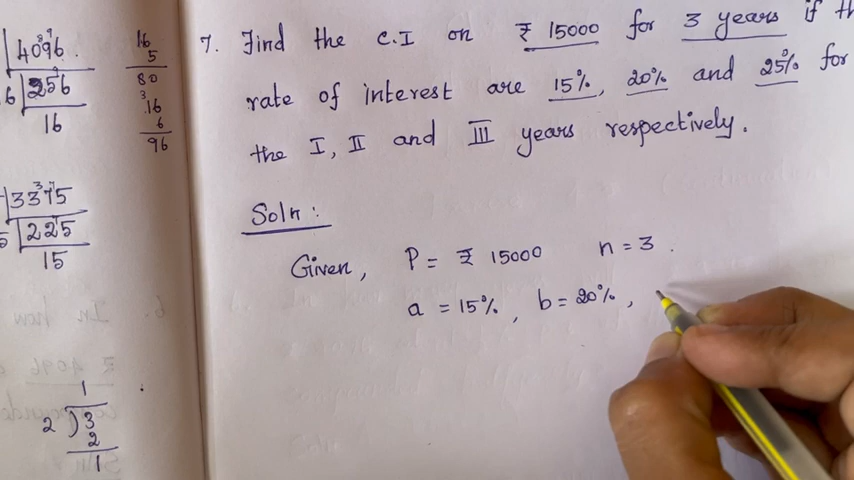 4096
256
16
16
5
80
16
6
96
3375
225
15
1
2 ) 3
2
1
7. Find the C.I on ₹ 15000 for 3 years if
rate of interest are 15%, 20% and 25% for
the I, II and III years respectively.
Soln :
Given, P = ₹ 15000 n = 3.
a = 15%, b = 20%,